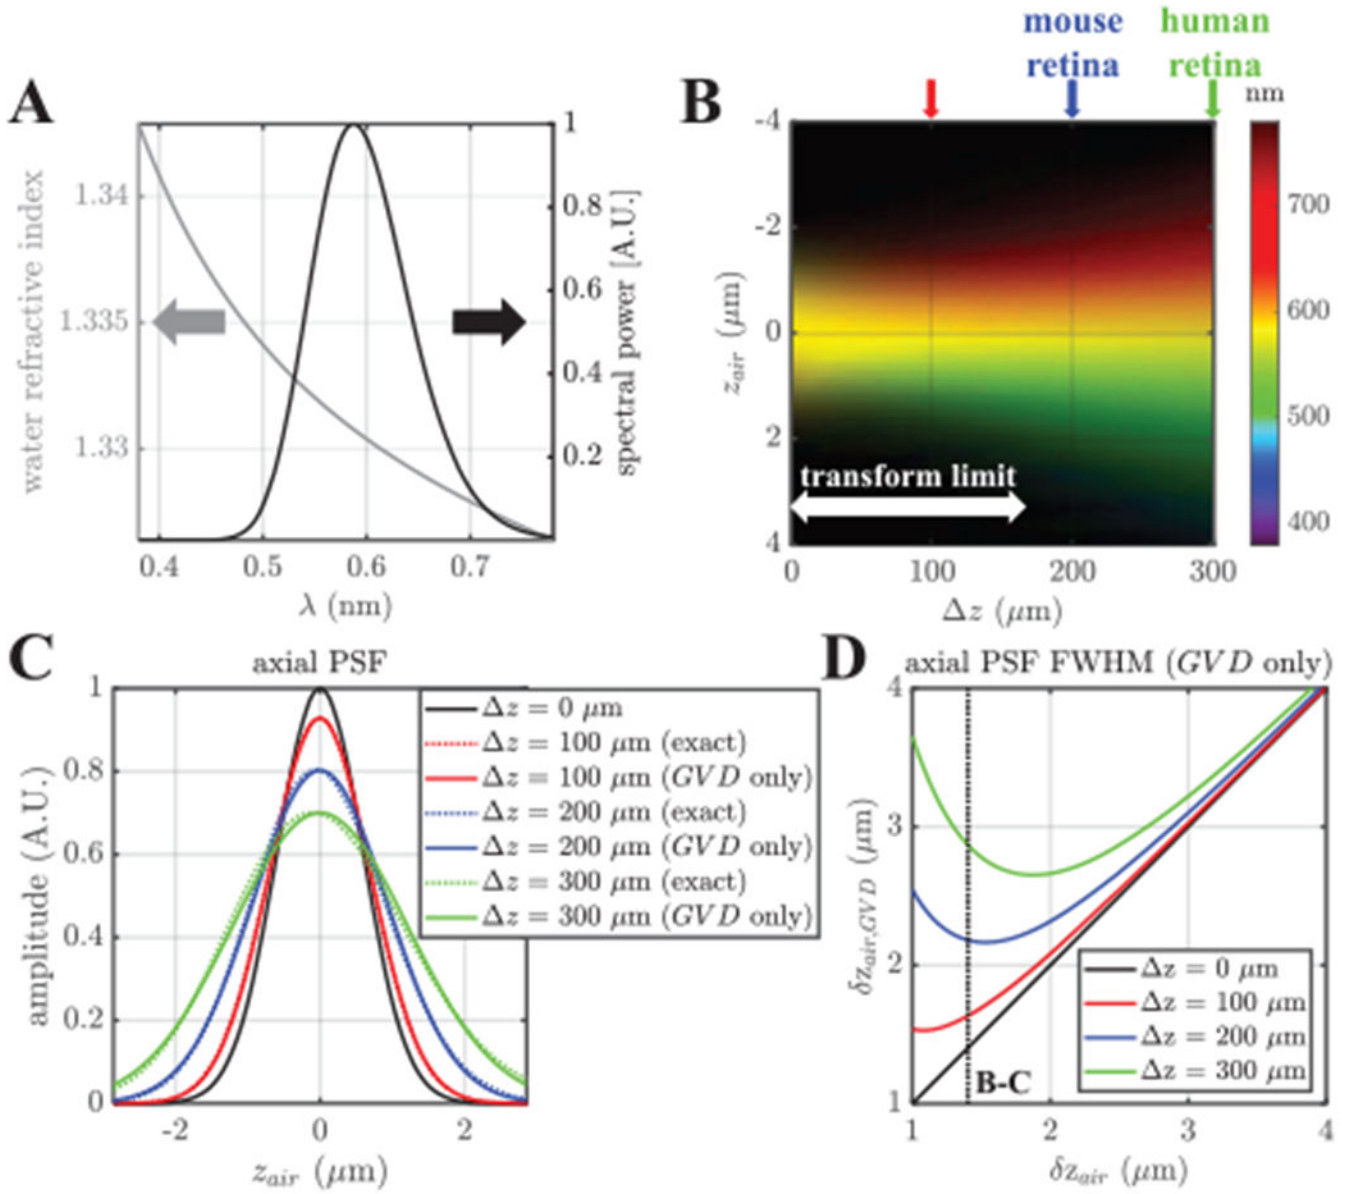 A
water refractive index
1.34
1.335
1.33
1
0.8
0.6
0.4
0.2
spectral power [A.U.]
0.4 0.5 0.6 0.7
λ (nm)
B
mouse retina
human retina
nm
-4
-2
0
2
4
z_air (μm)
transform limit
0 100 200 300
Δz (μm)
700
600
500
400
C
axial PSF
1
0.8
0.6
0.4
0.2
0
amplitude (A.U.)
-2 0 2
z_air (μm)
Δz = 0 μm
Δz = 100 μm (exact)
Δz = 100 μm (GVD only)
Δz = 200 μm (exact)
Δz = 200 μm (GVD only)
Δz = 300 μm (exact)
Δz = 300 μm (GVD only)
D
axial PSF FWHM (GVD only)
4
3
2
1
δz_air,GVD (μm)
B-C
Δz = 0 μm
Δz = 100 μm
Δz = 200 μm
Δz = 300 μm
1 2 3 4
δz_air (μm)